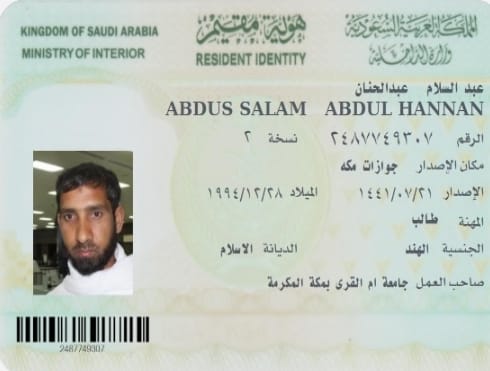 KINGDOM OF SAUDI ARABIA
MINISTRY OF INTERIOR
هوية مقيم
RESIDENT IDENTITY
المملكة العربية السعودية
وزارة الداخلية
عبد السلام عبدالحنان
ABDUS SALAM ABDUL HANNAN
الرقم ٢٤٨٧٧٤٩٣٠٧ نسخة ٢
مكان الإصدار جوازات مكه
الإصدار ١٤٤١/٠٧/٢١ الميلاد ١٩٩٤/١٢/٢٨
المهنة طالب
الجنسية الهند الديانة الاسلام
صاحب العمل جامعة ام القرى بمكة المكرمة
2487749307